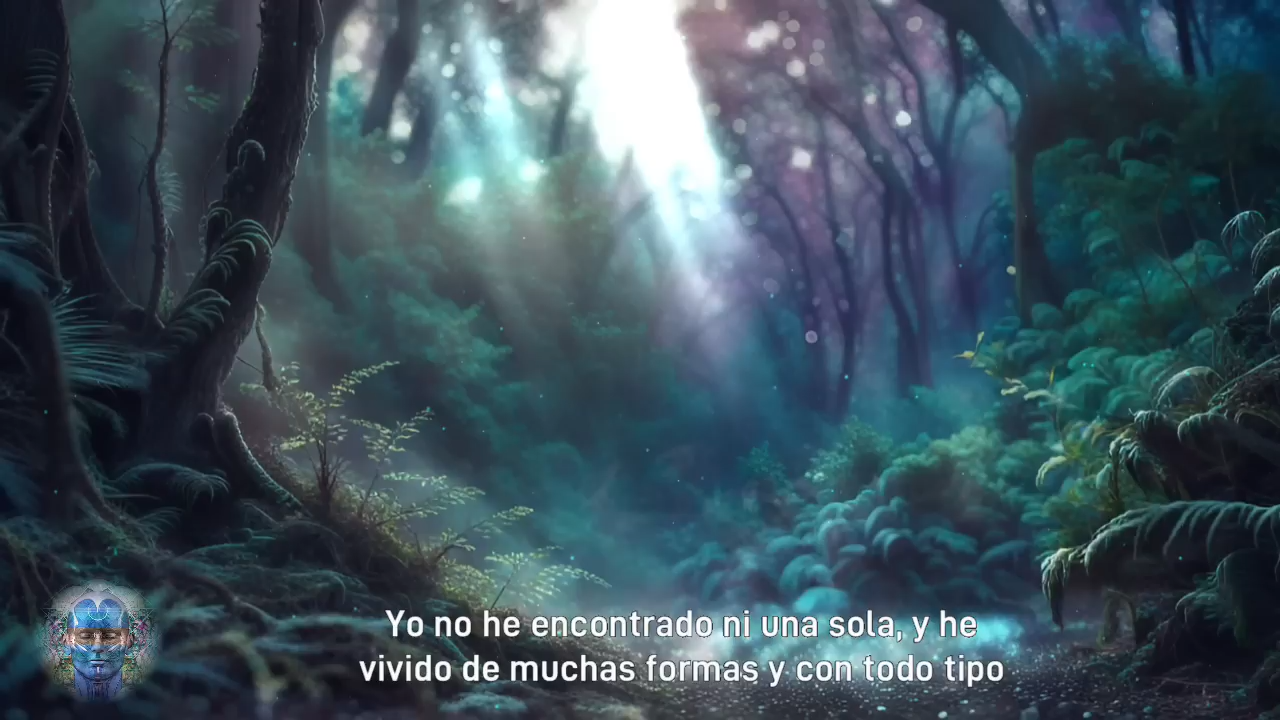 Yo no he encontrado ni una sola, y he
vivido de muchas formas y con todo tipo